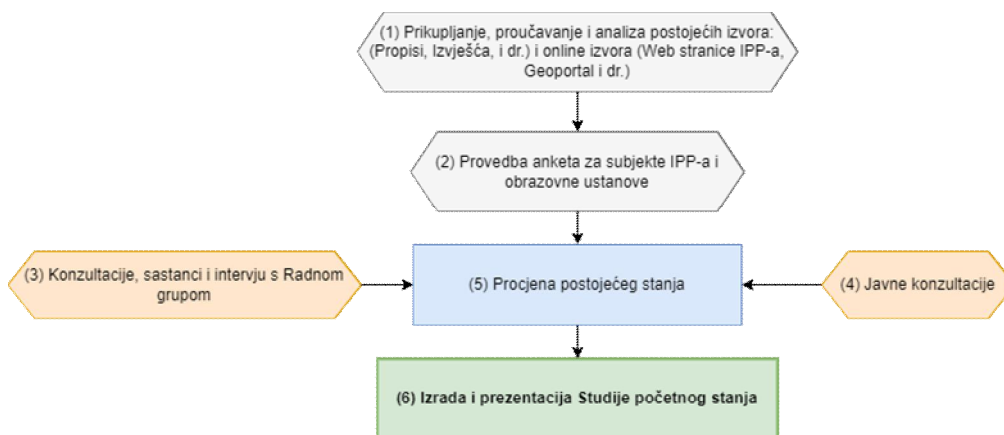 (1) Prikupljanje, proučavanje i analiza postojećih izvora:
(Propisi, Izvješća, i dr.) i online izvora (Web stranice IPP-a,
Geoportal i dr.)
(2) Provedba anketa za subjekte IPP-a i
obrazovne ustanove
(3) Konzultacije, sastanci i intervju s Radnom
grupom
(5) Procjena postojećeg stanja
(4) Javne konzultacije
(6) Izrada i prezentacija Studije početnog stanja